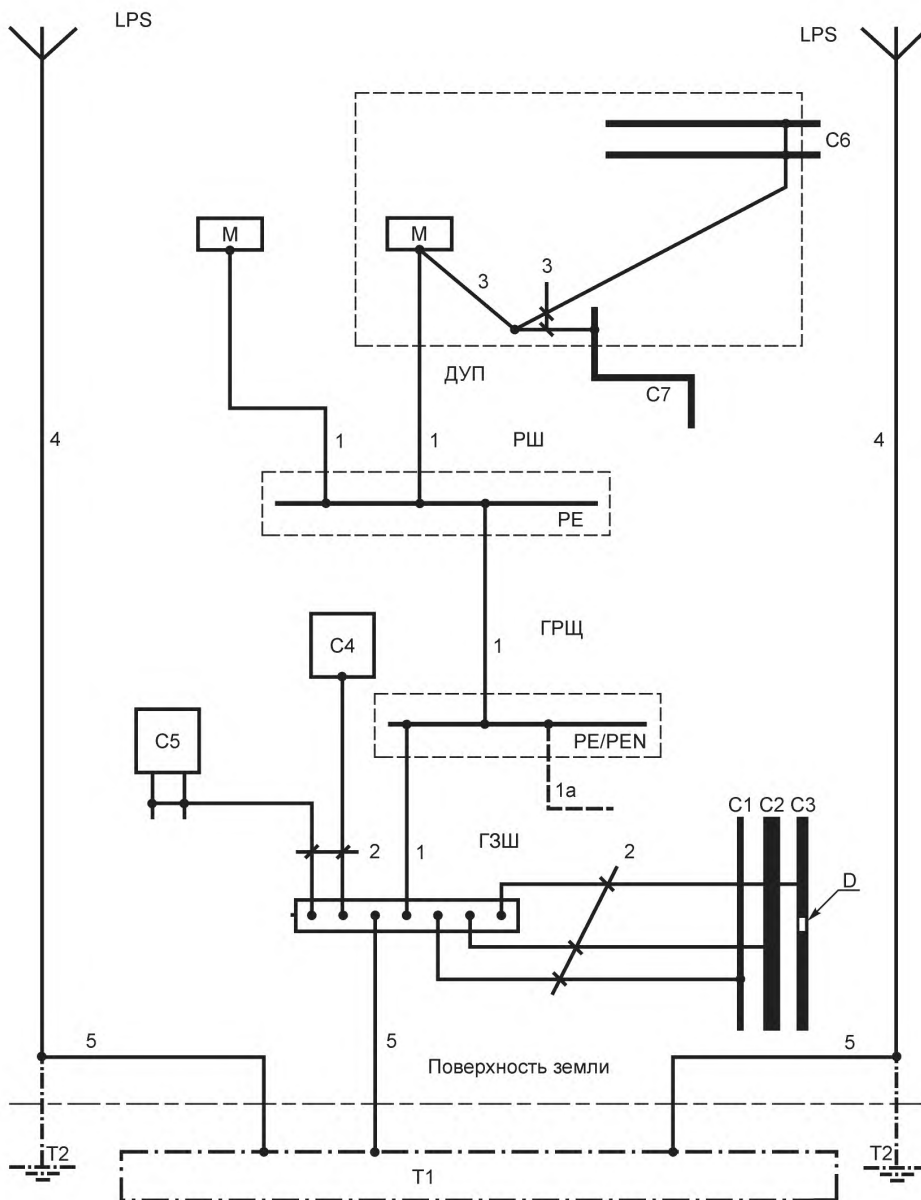 LPS
LPS
C6
M
M
3
3
ДУП
C7
4
4
1
1
РШ
PE
C4
ГРЩ
1
C5
PE/PEN
1a
C1
C2
C3
2
1
ГЗШ
2
D
5
5
5
Поверхность земли
T2
T1
T2